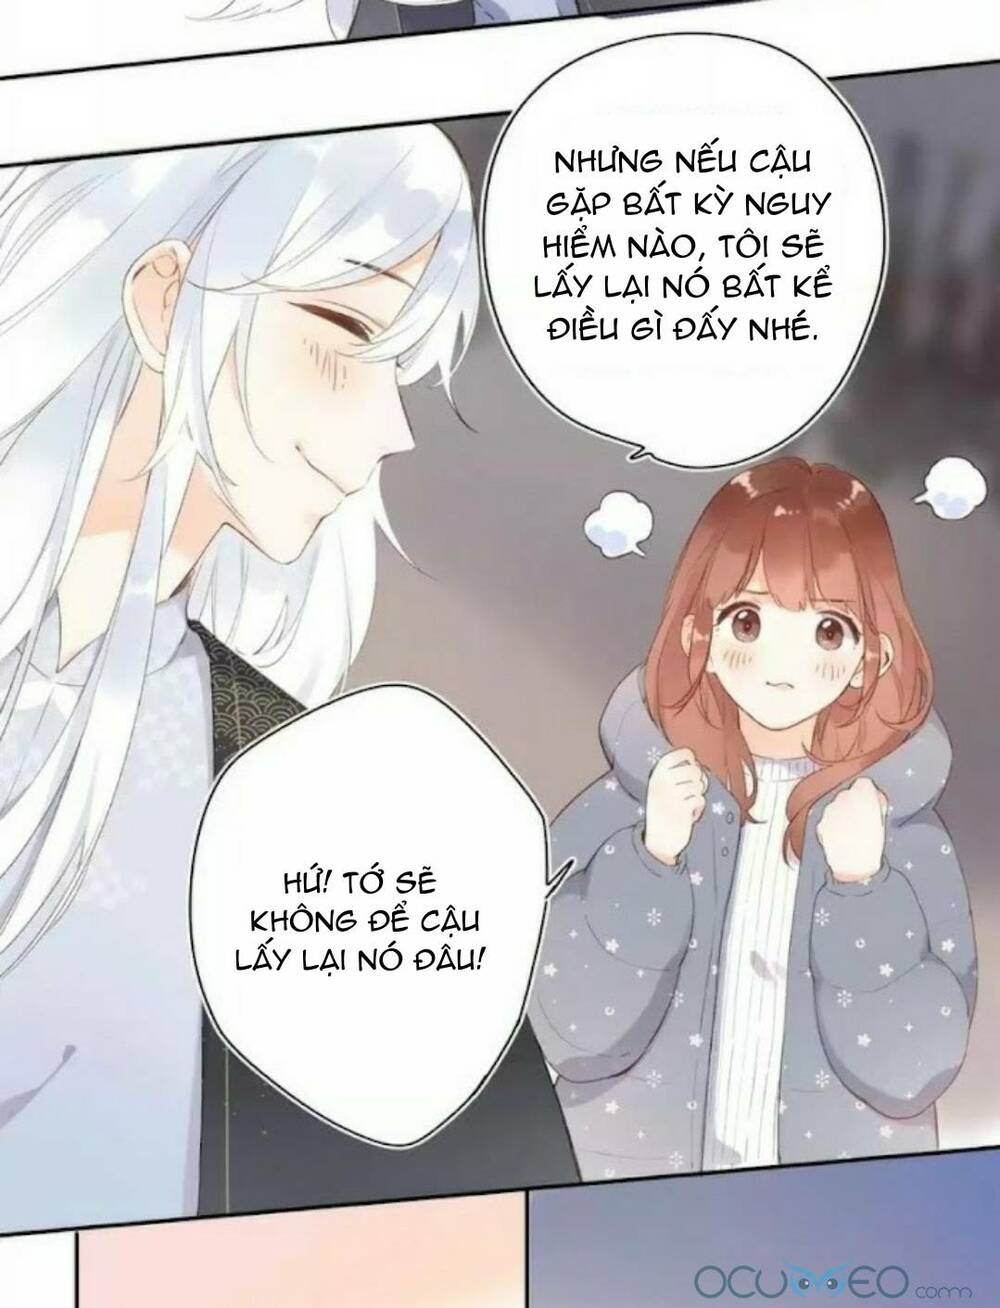 NHƯNG NẾU CẬU
GẶP BẤT KỲ NGUY
HIỂM NÀO, TÔI SẼ
LẤY LẠI NÓ BẤT KỂ
ĐIỀU GÌ ĐẤY NHÉ.
HỨ! TỚ SẼ
KHÔNG ĐỂ CẬU
LẤY LẠI NÓ ĐÂU!
OCUMEO.com